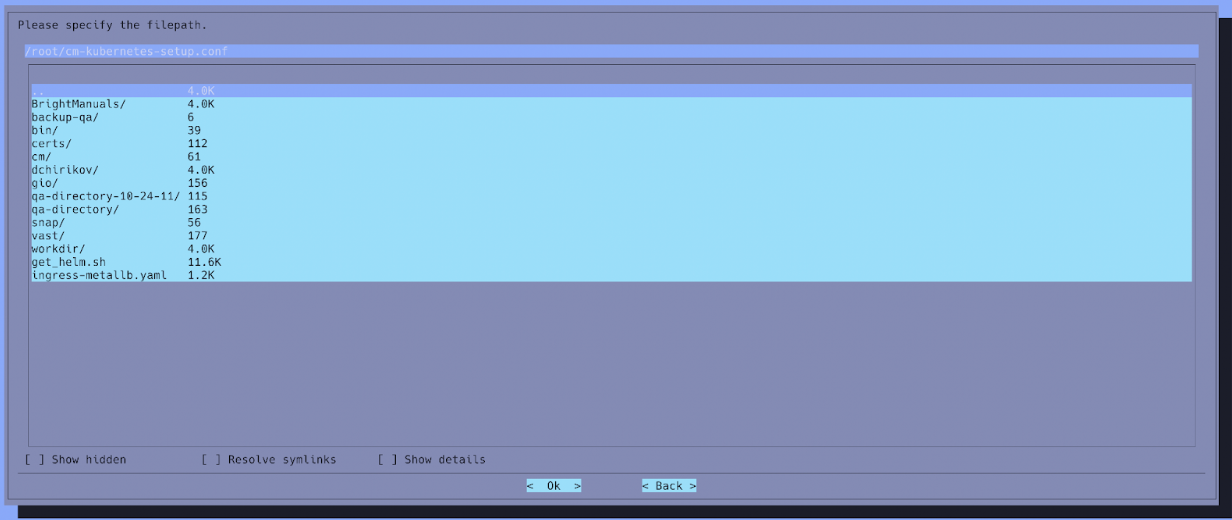 Please specify the filepath.
/root/cm-kubernetes-setup.conf
.. 4.0K
BrightManuals/ 4.0K
backup-qa/ 6
bin/ 39
certs/ 112
cm/ 61
dchirikov/ 4.0K
gio/ 156
qa-directory-10-24-11/ 115
qa-directory/ 163
snap/ 56
vast/ 177
workdir/ 4.0K
get_helm.sh 11.6K
ingress-metallb.yaml 1.2K
[ ] Show hidden [ ] Resolve symlinks [ ] Show details
< Ok > < Back >